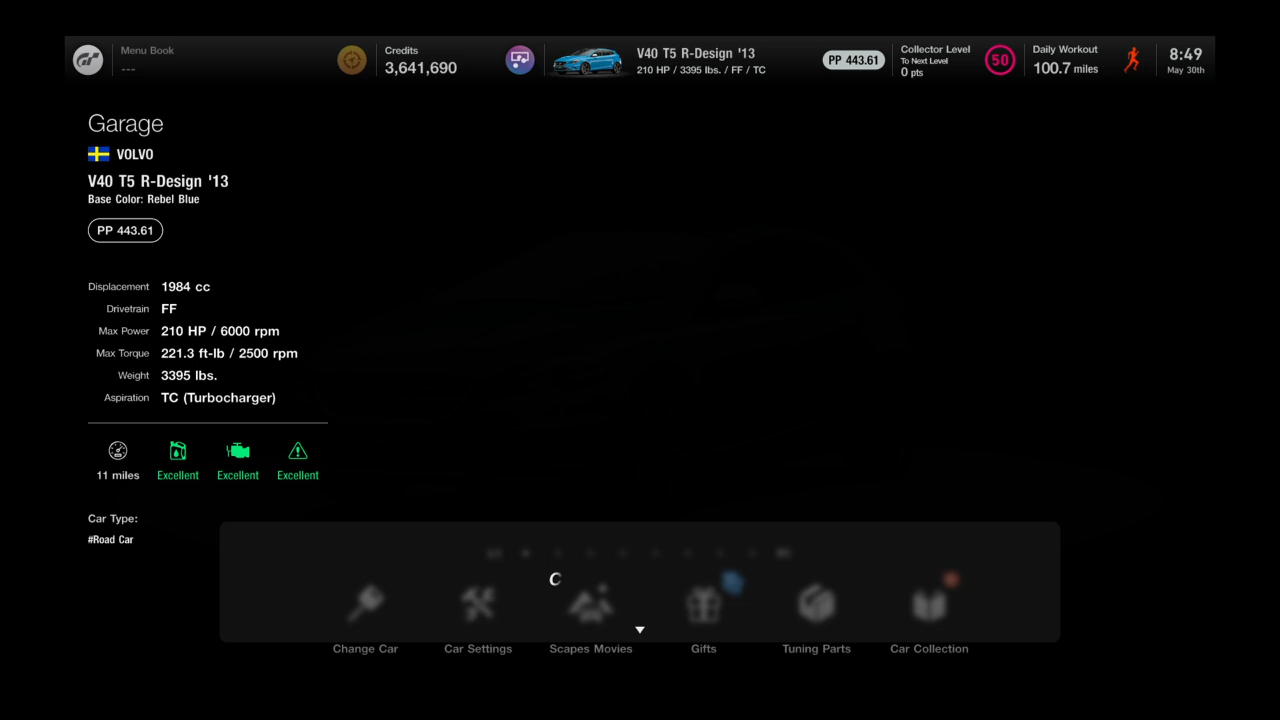 Menu Book
---
Credits
3,641,690
V40 T5 R-Design '13
210 HP / 3395 lbs. / FF / TC
PP 443.61
Collector Level
To Next Level
0 pts
50
Daily Workout
100.7 miles
8:49
May 30th
Garage
VOLVO
V40 T5 R-Design '13
Base Color: Rebel Blue
PP 443.61
Displacement 1984 cc
Drivetrain FF
Max Power 210 HP / 6000 rpm
Max Torque 221.3 ft-lb / 2500 rpm
Weight 3395 lbs.
Aspiration TC (Turbocharger)
11 miles Excellent Excellent Excellent
Car Type:
#Road Car
Change Car Car Settings Scapes Movies Gifts Tuning Parts Car Collection